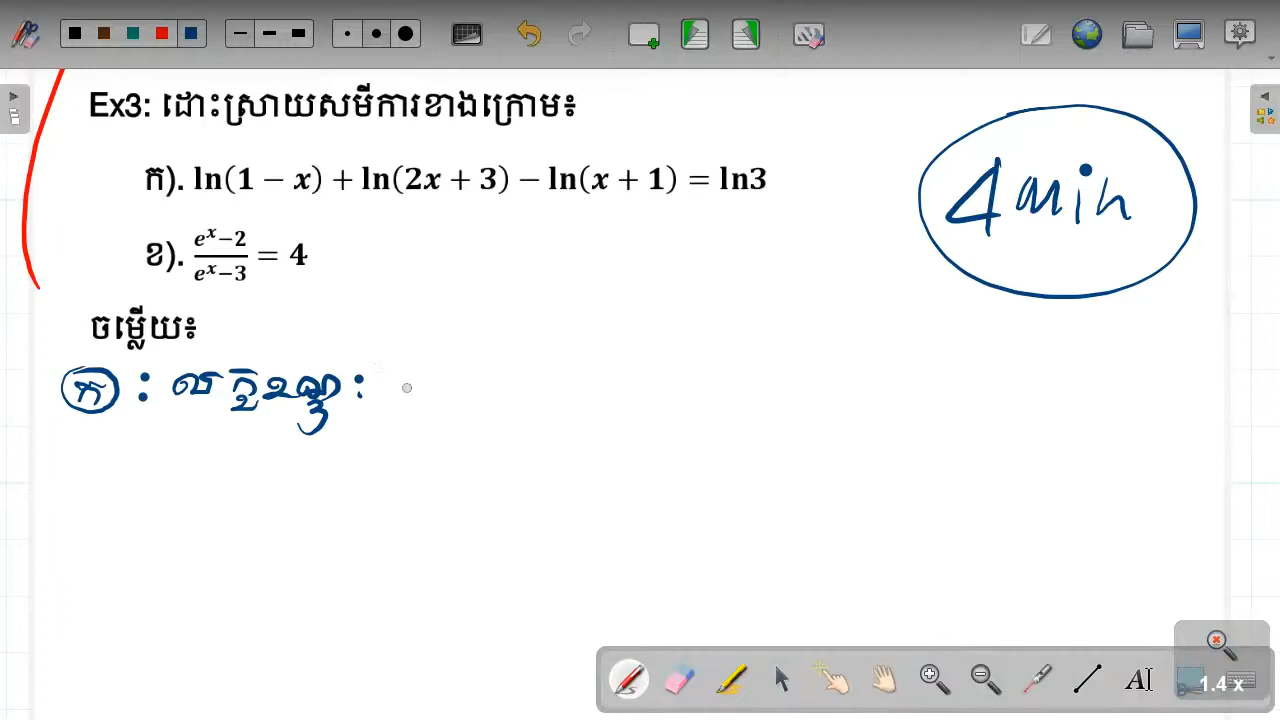 Ex3: ដោះស្រាយសមីការខាងក្រោម៖
4 min
ក). ln(1 − x) + ln(2x + 3) − ln(x + 1) = ln3
ខ). (eˣ−2)/(eˣ−3) = 4
ចម្លើយ៖
ក : លក្ខខណ្ឌ :
1.4 x